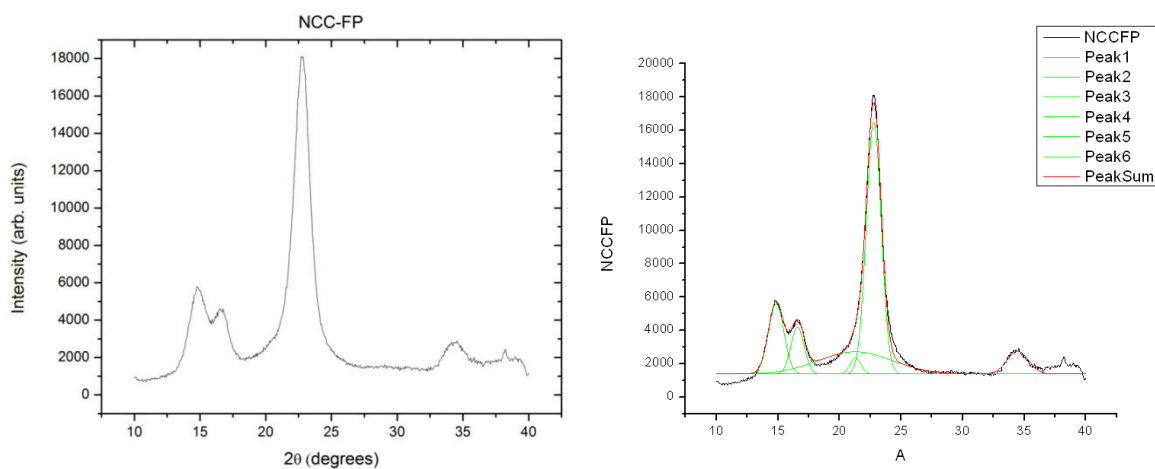 NCC-FP
18000
16000
14000
12000
10000
8000
6000
4000
2000
0
Intensity (arb. units)
10 15 20 25 30 35 40
2θ (degrees)
NCCFP
Peak1
Peak2
Peak3
Peak4
Peak5
Peak6
PeakSum
20000
18000
16000
14000
12000
10000
8000
6000
4000
2000
0
NCCFP
10 15 20 25 30 35 40
A